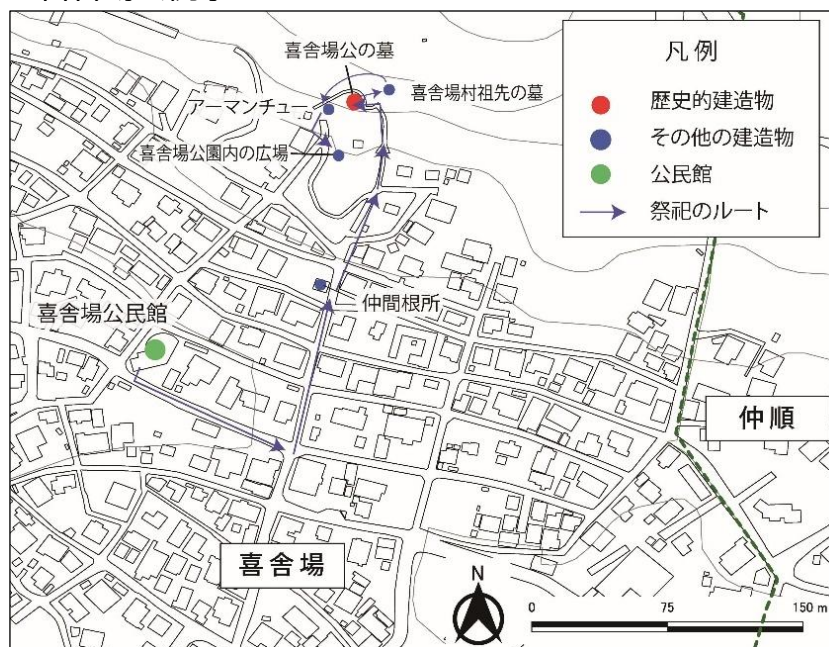 喜舎場公の墓
アーマンチュー
喜舎場村祖先の墓
喜舎場公園内の広場
凡例
歴史的建造物
その他の建造物
公民館
祭祀のルート
仲間根所
喜舎場公民館
仲順
喜舎場
N
0 75 150 m